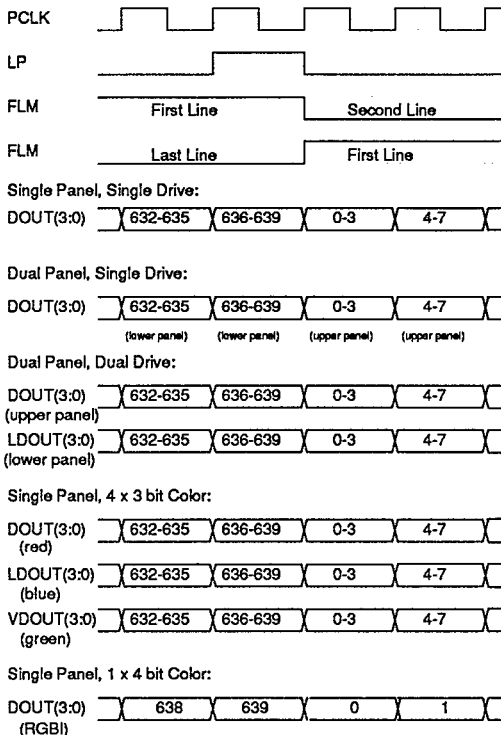 PCLK
LP
FLM First Line Second Line
FLM Last Line First Line
Single Panel, Single Drive:
DOUT(3:0) 632-635 636-639 0-3 4-7
Dual Panel, Single Drive:
DOUT(3:0) 632-635 636-639 0-3 4-7
(lower panel) (lower panel) (upper panel) (upper panel)
Dual Panel, Dual Drive:
DOUT(3:0) 632-635 636-639 0-3 4-7
(upper panel)
LDOUT(3:0) 632-635 636-639 0-3 4-7
(lower panel)
Single Panel, 4 x 3 bit Color:
DOUT(3:0) 632-635 636-639 0-3 4-7
(red)
LDOUT(3:0) 632-635 636-639 0-3 4-7
(blue)
VDOUT(3:0) 632-635 636-639 0-3 4-7
(green)
Single Panel, 1 x 4 bit Color:
DOUT(3:0) 638 639 0 1
(RGBI)